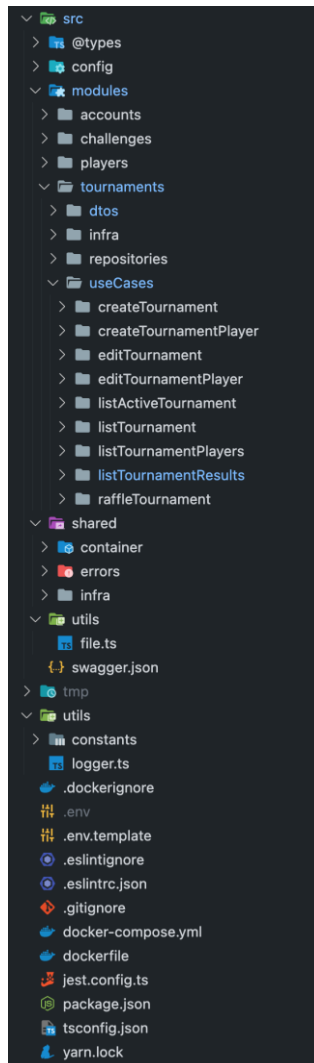 src
@types
config
modules
accounts
challenges
players
tournaments
dtos
infra
repositories
useCases
createTournament
createTournamentPlayer
editTournament
editTournamentPlayer
listActiveTournament
listTournament
listTournamentPlayers
listTournamentResults
raffleTournament
shared
container
errors
infra
utils
file.ts
swagger.json
tmp
utils
constants
logger.ts
.dockerignore
.env
.env.template
.eslintignore
.eslintrc.json
.gitignore
docker-compose.yml
dockerfile
jest.config.ts
package.json
tsconfig.json
yarn.lock